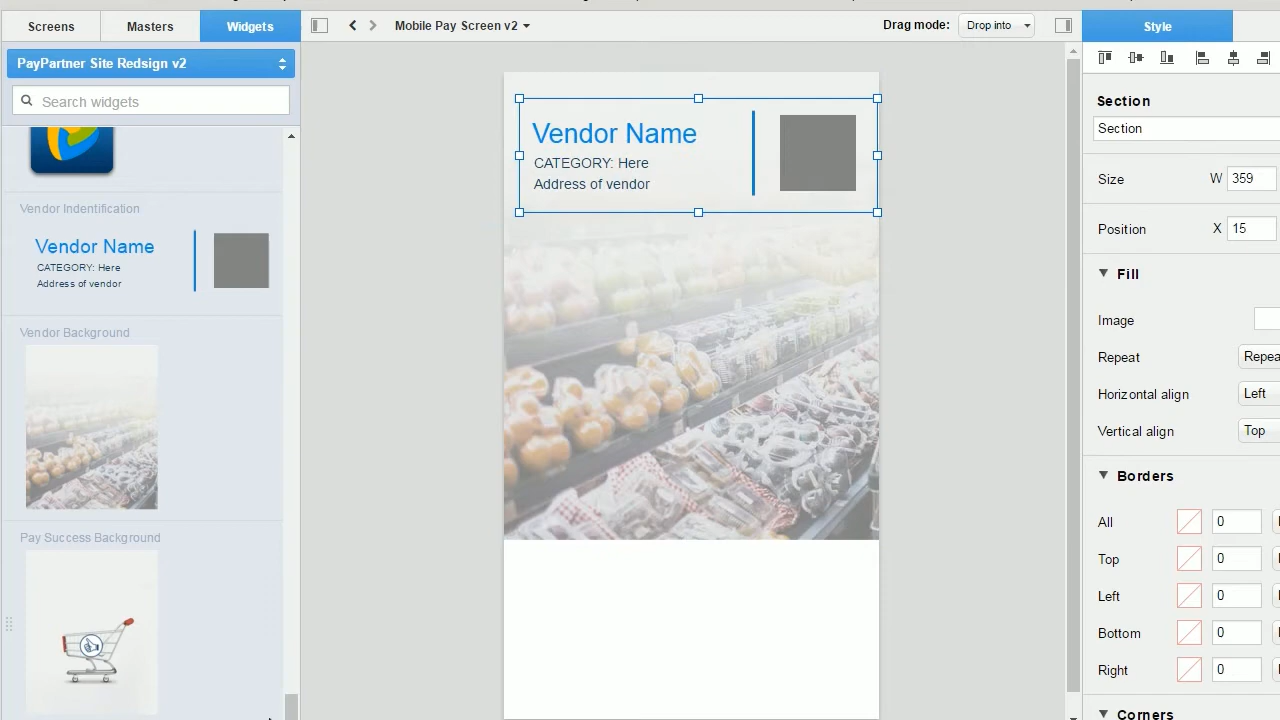 Screens
Masters
Widgets
Mobile Pay Screen v2
Drag mode:
Drop into
Style
PayPartner Site Redsign v2
Search widgets
Vendor Indentification
Vendor Name
CATEGORY: Here
Address of vendor
Vendor Background
Pay Success Background
Vendor Name
CATEGORY: Here
Address of vendor
Section
Section
Size W 359
Position X 15
Fill
Image
Repeat
Horizontal align Left
Vertical align Top
Borders
All 0
Top 0
Left 0
Bottom 0
Right 0
Corners